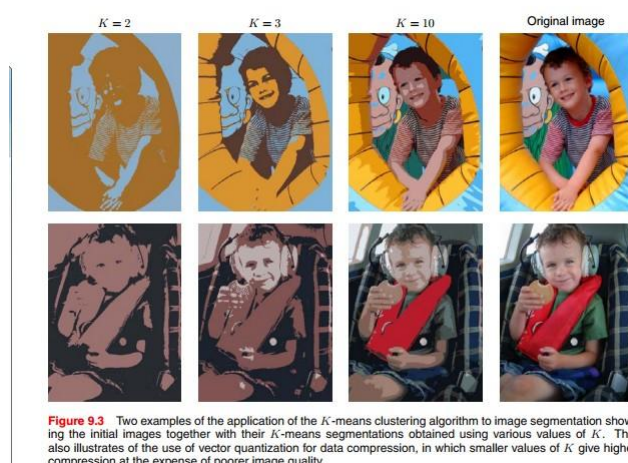 K = 2 K = 3 K = 10 Original image
Figure 9.3 Two examples of the application of the K-means clustering algorithm to image segmentation show
ing the initial images together with their K-means segmentations obtained using various values of K. Th
also illustrates of the use of vector quantization for data compression, in which smaller values of K give highe
compression at the expense of poorer image quality